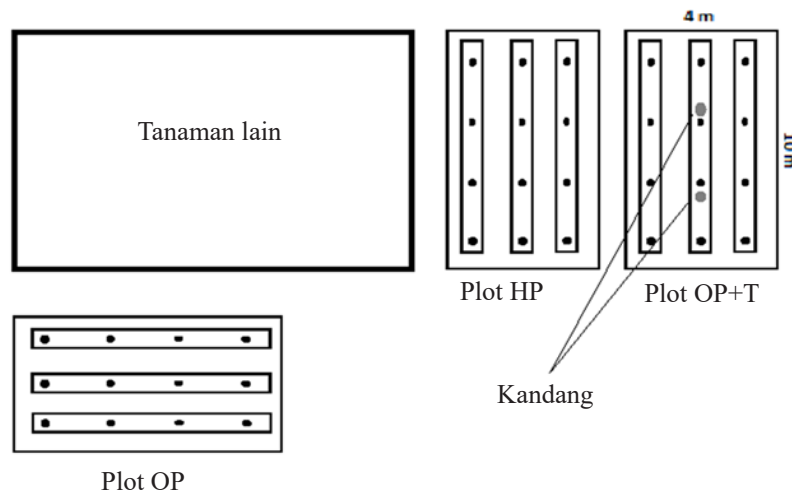 4 m
Tanaman lain
10 m
Plot HP
Plot OP+T
Kandang
Plot OP